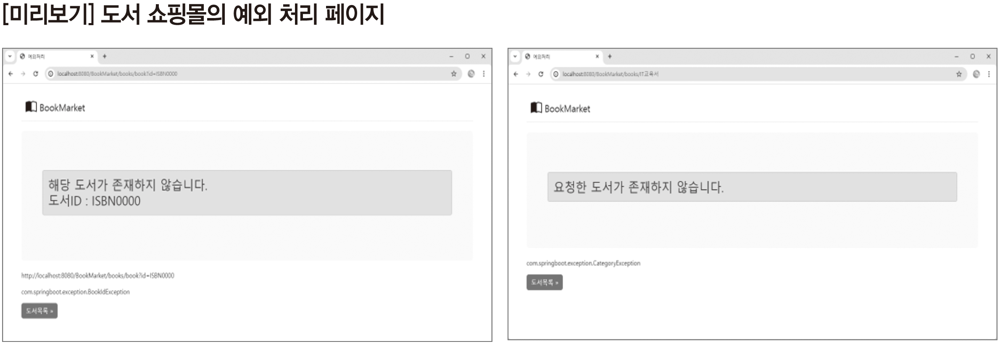 [미리보기] 도서 쇼핑몰의 예외 처리 페이지
예외처리
localhost:8080/BookMarket/books/book?id=ISBN0000
BookMarket
해당 도서가 존재하지 않습니다.
도서ID : ISBN0000
http://localhost:8080/BookMarket/books/book?id=ISBN0000
com.springboot.exception.BookIdException
도서목록 »
예외처리
localhost:8080/BookMarket/books/IT교육서
BookMarket
요청한 도서가 존재하지 않습니다.
com.springboot.exception.CategoryException
도서목록 »